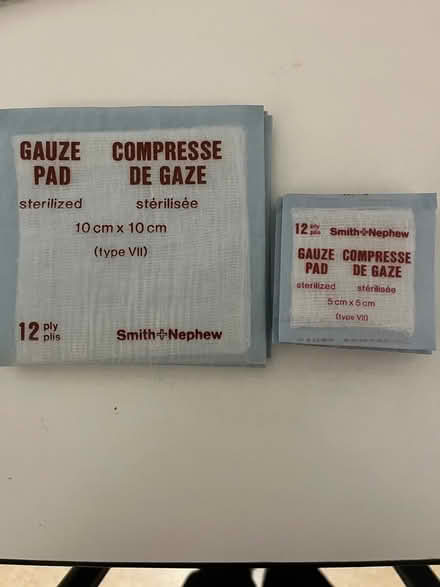 GAUZE PAD COMPRESSE DE GAZE
sterilized stérilisée
10 cm x 10 cm
(type VII)
12 ply plis Smith+Nephew
12 ply plis Smith+Nephew
GAUZE PAD COMPRESSE DE GAZE
sterilized stérilisée
5 cm x 5 cm
(type VII)